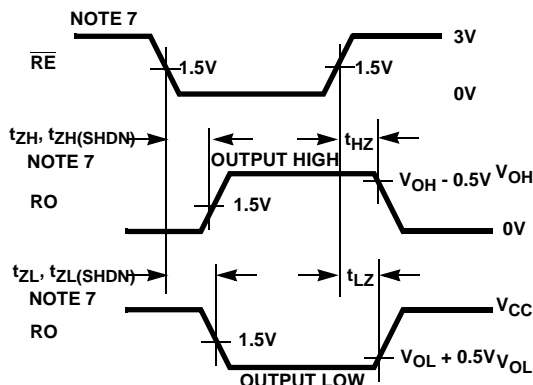 NOTE 7
3V
RE
1.5V
1.5V
0V
tZH, tZH(SHDN)
tHZ
NOTE 7
OUTPUT HIGH
VOH
VOH - 0.5V
RO
1.5V
0V
tZL, tZL(SHDN)
tLZ
NOTE 7
VCC
RO
1.5V
VOL + 0.5V
VOL
OUTPUT LOW